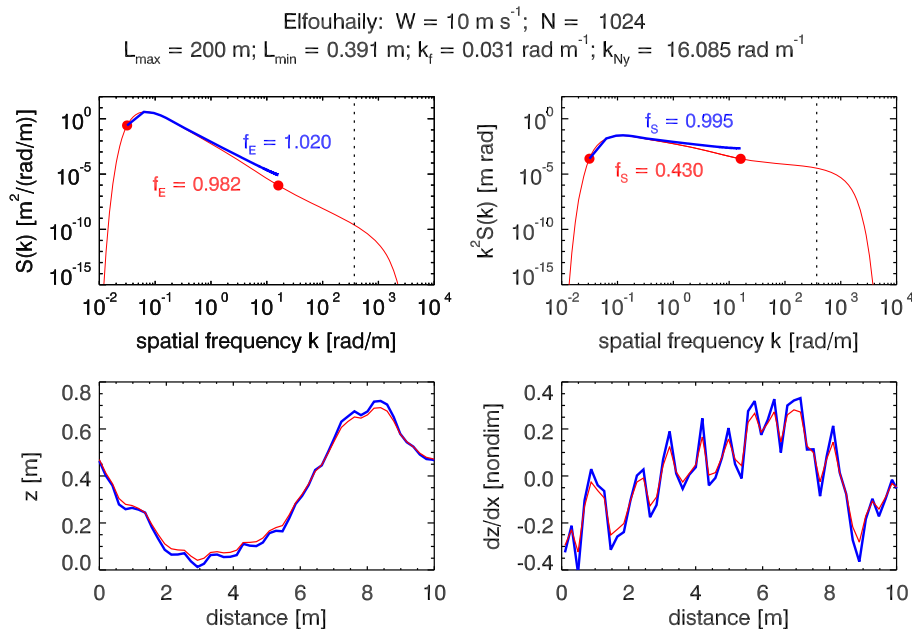 Elfouhaily: W = 10 m s⁻¹; N = 1024
L_max = 200 m; L_min = 0.391 m; k_f = 0.031 rad m⁻¹; k_Ny = 16.085 rad m⁻¹
S(k) [m²/(rad/m)]
10⁰
10⁻⁵
10⁻¹⁰
10⁻¹⁵
f_E = 1.020
f_E = 0.982
10⁻² 10⁻¹ 10⁰ 10¹ 10² 10³ 10⁴
spatial frequency k [rad/m]
k²S(k) [m rad]
10⁰
10⁻⁵
10⁻¹⁰
10⁻¹⁵
f_S = 0.995
f_S = 0.430
10⁻² 10⁻¹ 10⁰ 10¹ 10² 10³ 10⁴
spatial frequency k [rad/m]
z [m]
0.8
0.6
0.4
0.2
0.0
0 2 4 6 8 10
distance [m]
dz/dx [nondim]
0.4
0.2
0.0
-0.2
-0.4
0 2 4 6 8 10
distance [m]